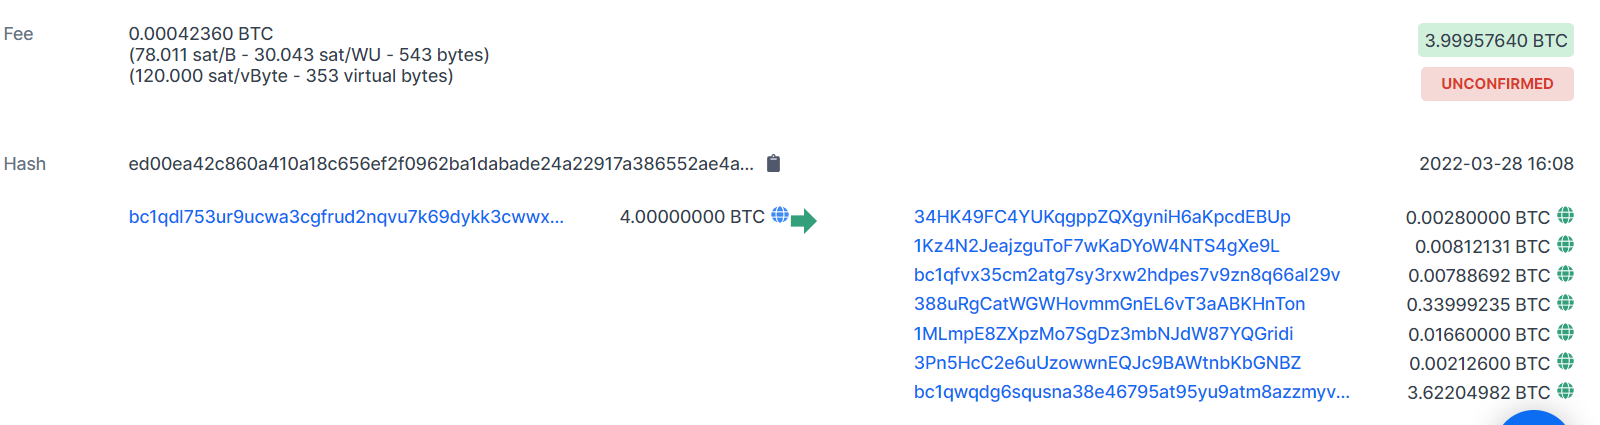 Fee 0.00042360 BTC 3.99957640 BTC
(78.011 sat/B - 30.043 sat/WU - 543 bytes)
(120.000 sat/vByte - 353 virtual bytes) UNCONFIRMED
Hash ed00ea42c860a410a18c656ef2f0962ba1dabade24a22917a386552ae4a... 2022-03-28 16:08
bc1qdl753ur9ucwa3cgfrud2nqvu7k69dykk3cwwx... 4.00000000 BTC 34HK49FC4YUKqgppZQXgyniH6aKpcdEBUp 0.00280000 BTC
1Kz4N2JeajzguToF7wKaDYoW4NTS4gXe9L 0.00812131 BTC
bc1qfvx35cm2atg7sy3rxw2hdpes7v9zn8q66al29v 0.00788692 BTC
388uRgCatWGWHovmmGnEL6vT3aABKHnTon 0.33999235 BTC
1MLmpE8ZXpzMo7SgDz3mbNJdW87YQGridi 0.01660000 BTC
3Pn5HcC2e6uUzowwnEQJc9BAWtnbKbGNBZ 0.00212600 BTC
bc1qwqdg6squsna38e46795at95yu9atm8azzmyv... 3.62204982 BTC